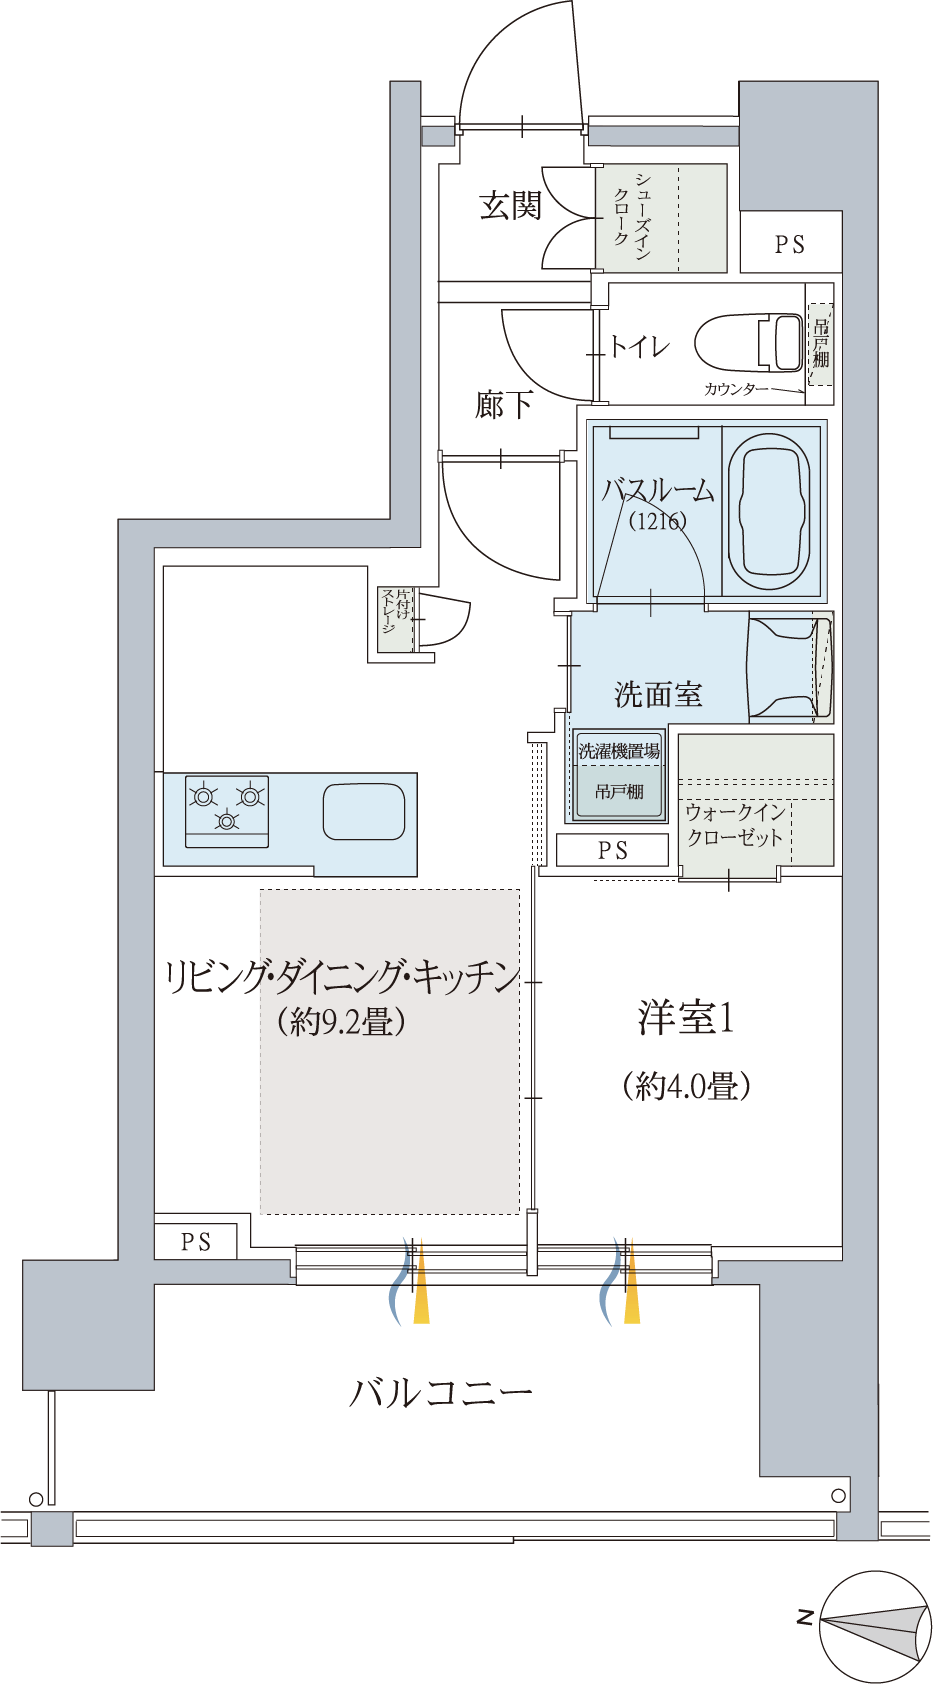 玄関
シューズイン
クローク
PS
トイレ
吊戸棚
カウンター
廊下
バスルーム
(1216)
片付け
ストレージ
洗面室
洗濯機置場
吊戸棚
ウォークイン
クローゼット
PS
リビング・ダイニング・キッチン
(約9.2畳)
洋室1
(約4.0畳)
PS
バルコニー
N